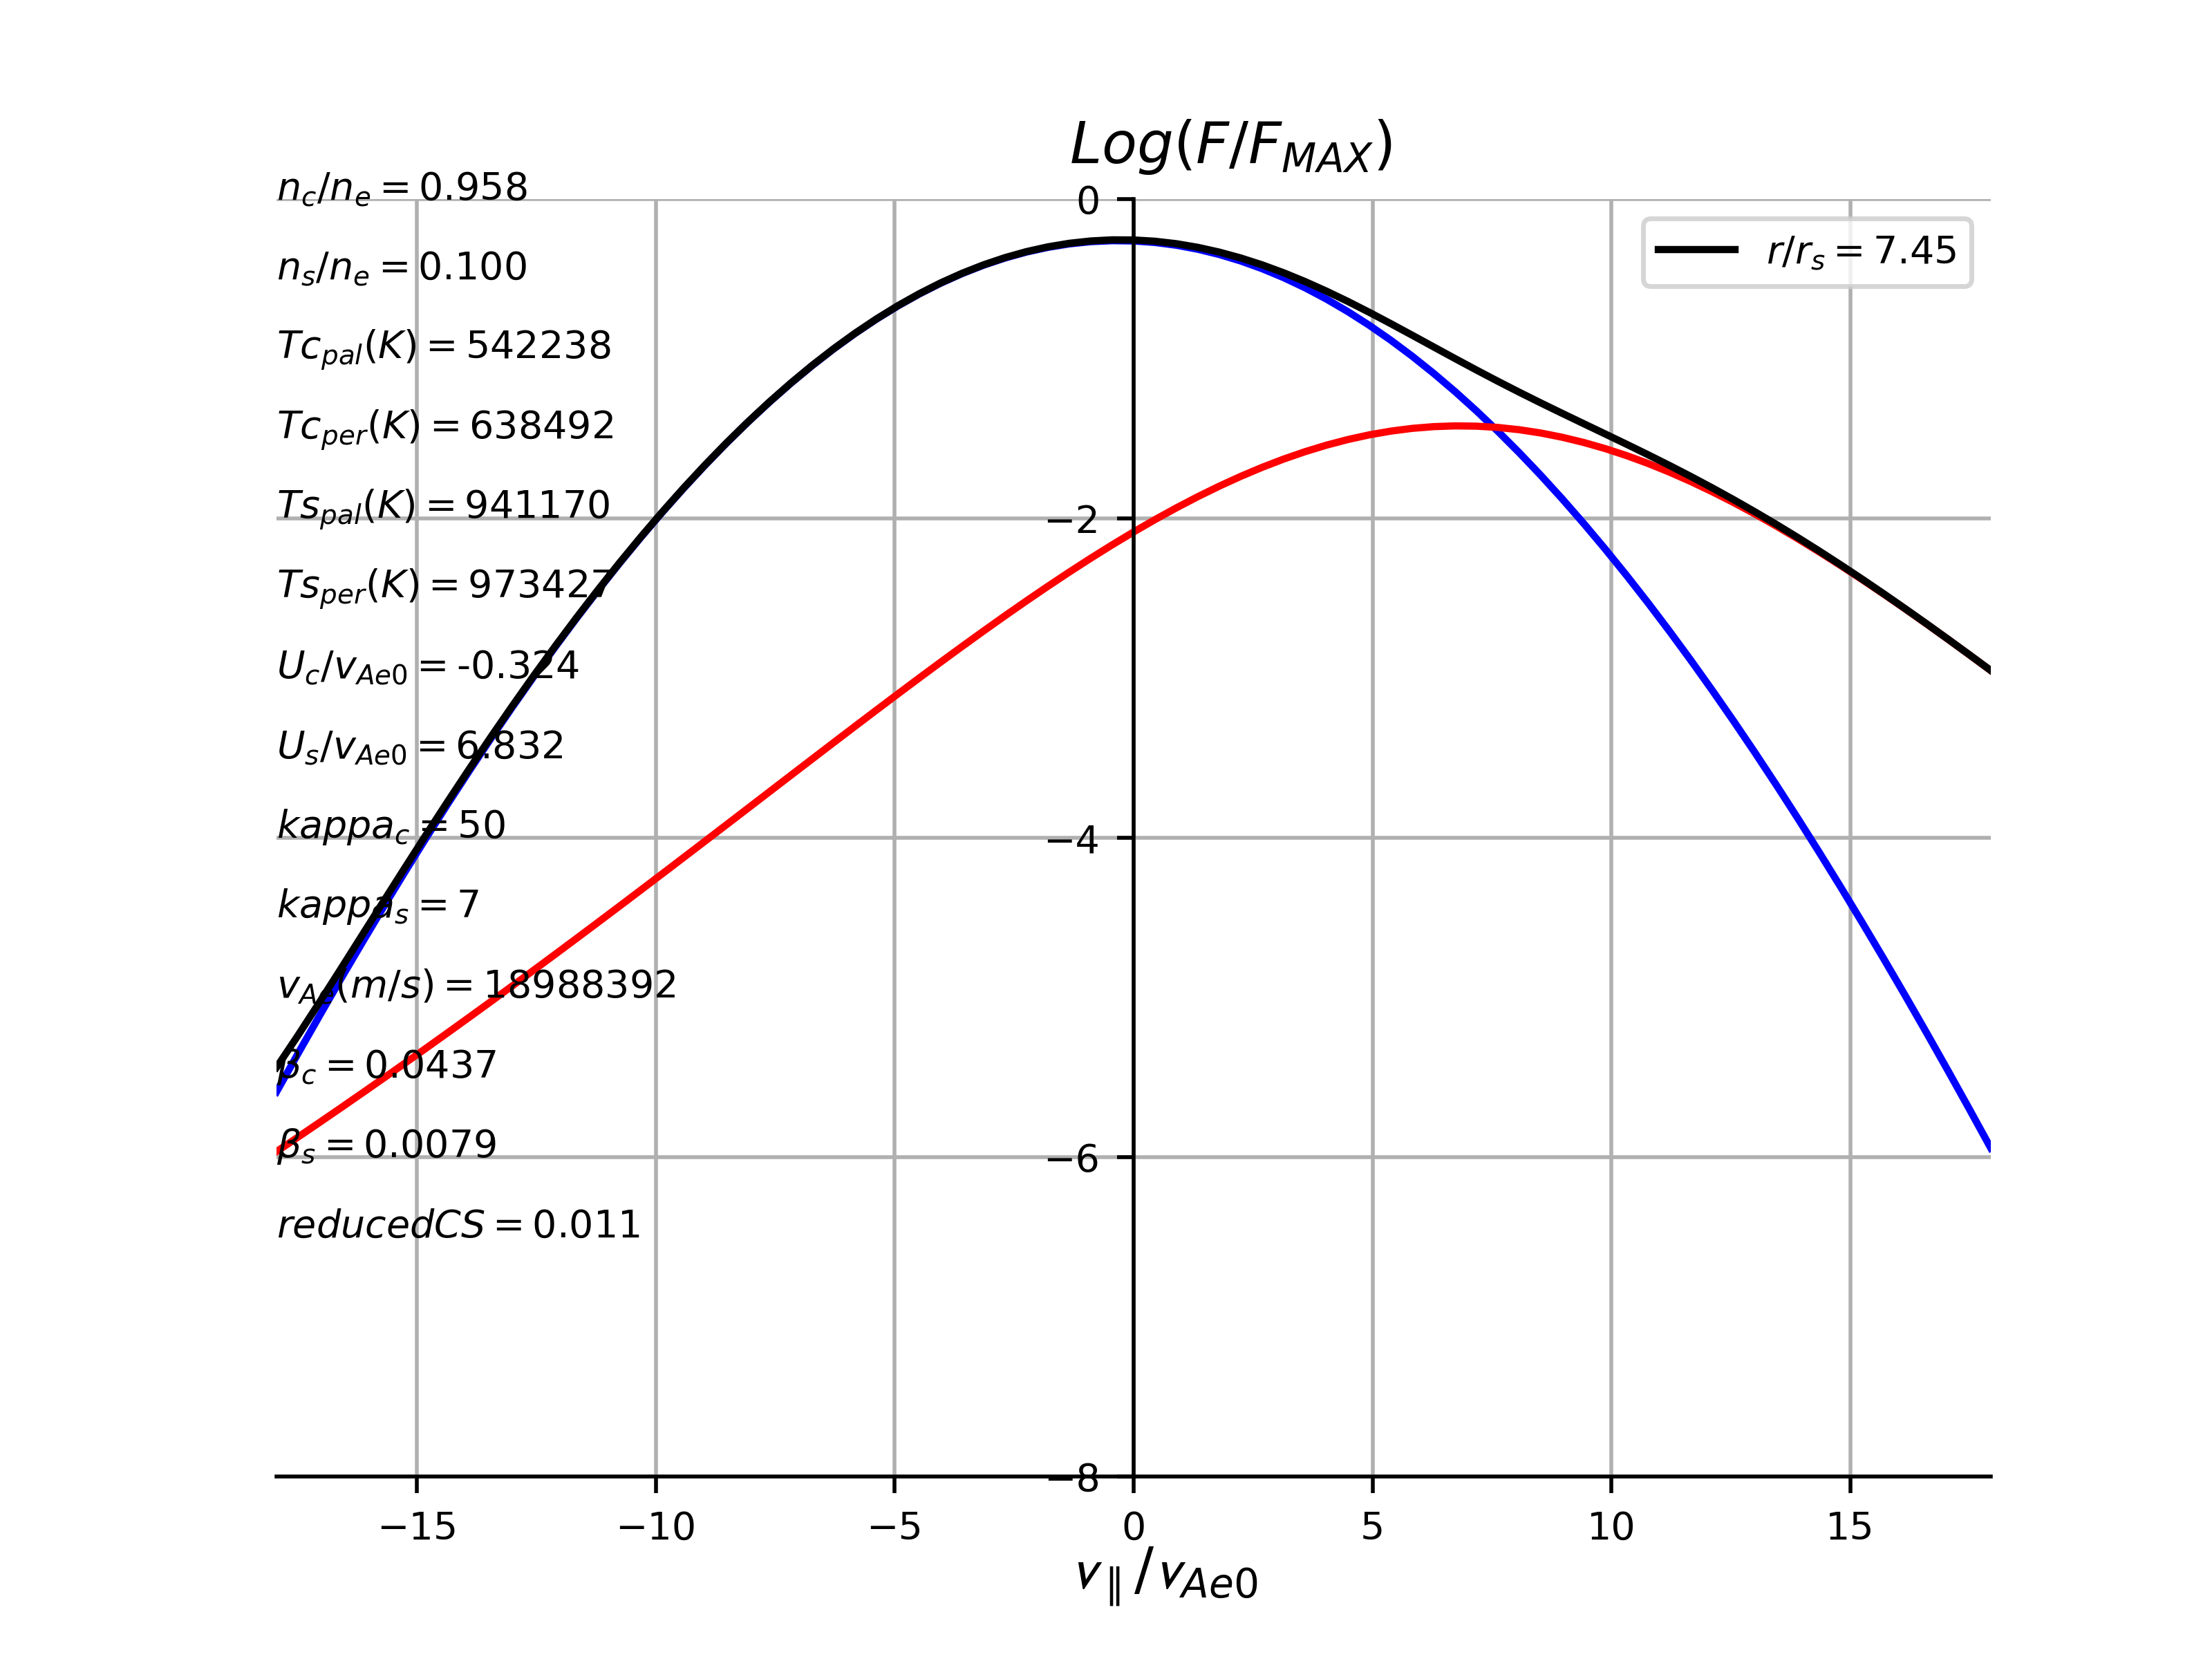 Log(F/F_MAX)
n_c/n_e = 0.958
n_s/n_e = 0.100
Tc_pal(K) = 542238
Tc_per(K) = 638492
Ts_pal(K) = 941170
Ts_per(K) = 973427
U_c/v_Ae0 = -0.324
U_s/v_Ae0 = 6.832
kappa_c = 50
kappa_s = 7
v_Ae(m/s) = 18988392
β_c = 0.0437
β_s = 0.0079
reducedCS = 0.011
r/r_s = 7.45
0
−2
−4
−6
−8
−15 −10 −5 0 5 10 15
v_∥/v_Ae0